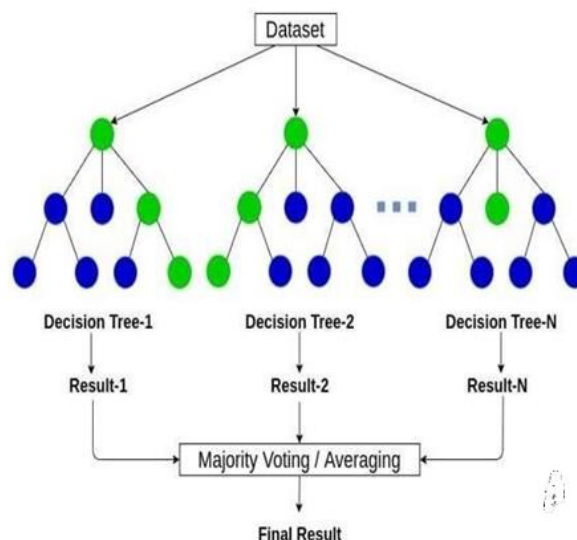 Dataset
Decision Tree-1
Decision Tree-2
Decision Tree-N
Result-1
Result-2
Result-N
Majority Voting / Averaging
Final Result